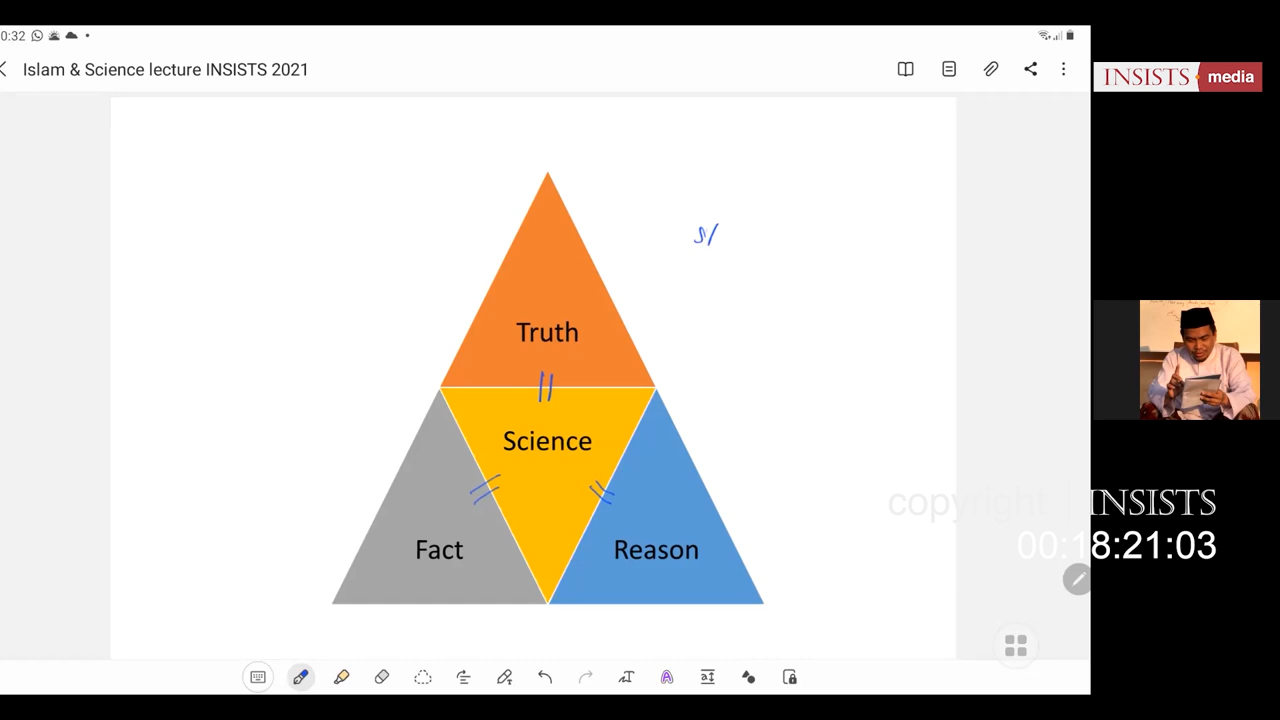 0:32
Islam & Science lecture INSISTS 2021
INSISTS media
Truth
Science
Fact
Reason
copyright | INSISTS
00:18:21:03